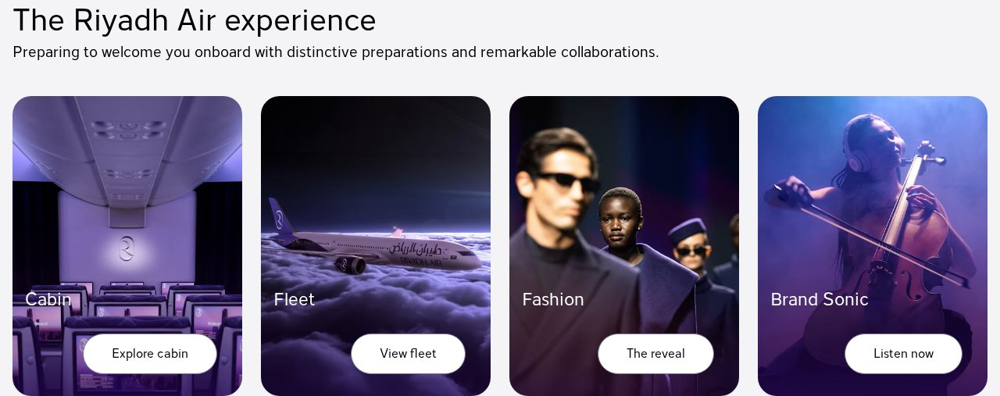 The Riyadh Air experience
Preparing to welcome you onboard with distinctive preparations and remarkable collaborations.
Cabin
Explore cabin
طيران الرياض
RIYADH AIR
Fleet
View fleet
Fashion
The reveal
Brand Sonic
Listen now